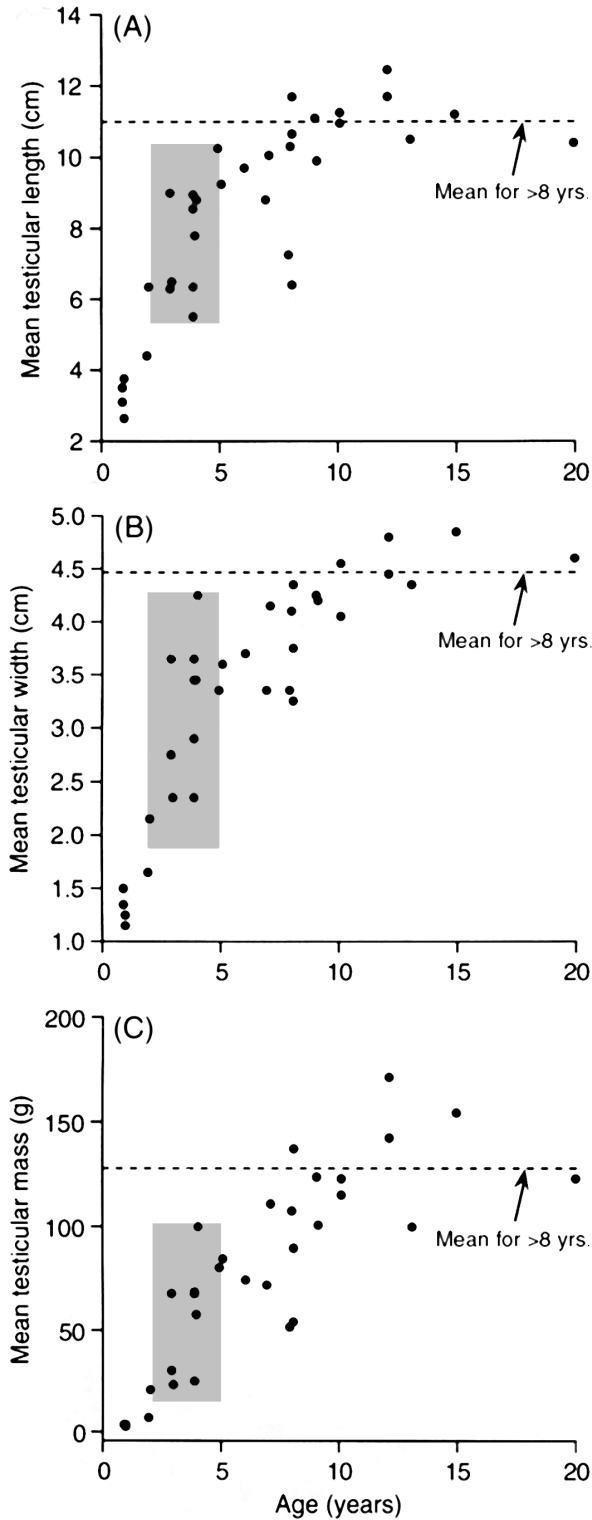 (A)
Mean testicular length (cm)
14
12
10
8
6
4
2
Mean for >8 yrs.
0 5 10 15 20
(B)
Mean testicular width (cm)
5.0
4.5
4.0
3.5
3.0
2.5
2.0
1.5
1.0
Mean for >8 yrs.
0 5 10 15 20
(C)
Mean testicular mass (g)
200
150
100
50
0
Mean for >8 yrs.
0 5 10 15 20
Age (years)